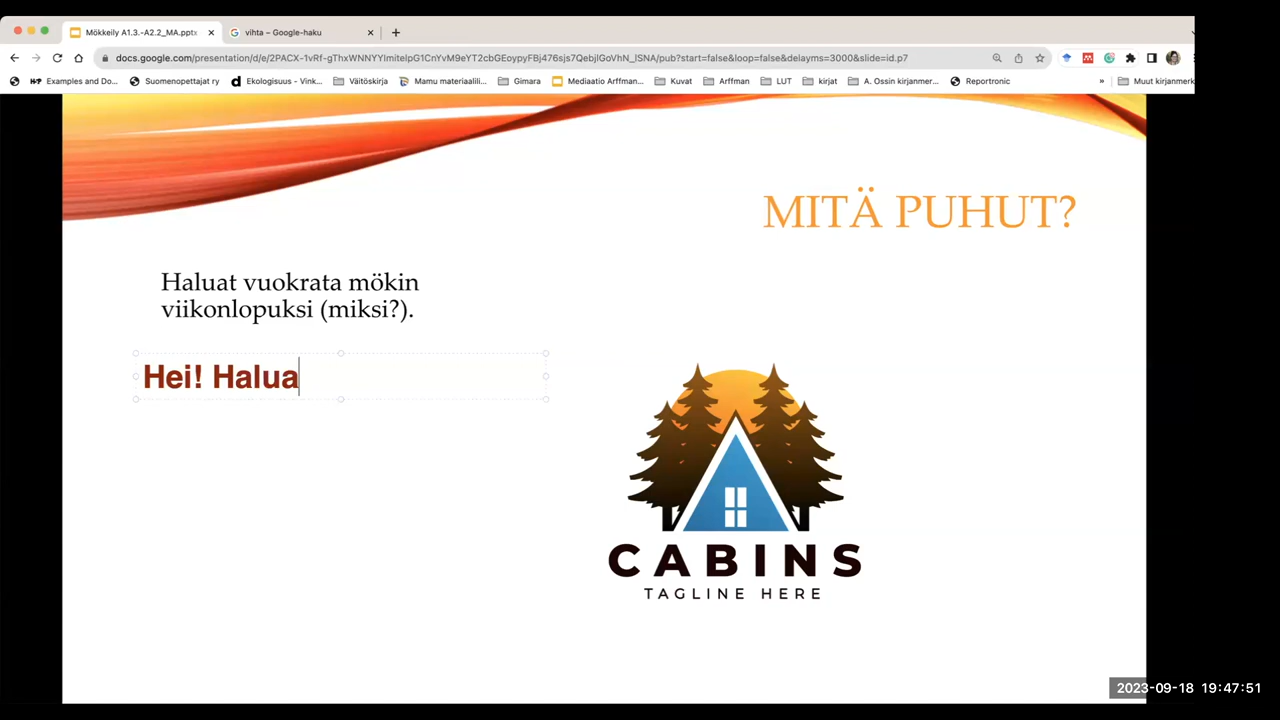 Mökkeily A1.3.-A2.2_MA.pptx
vihta – Google-haku
docs.google.com/presentation/d/e/2PACX-1vRf-gThxWNNYYImitelpG1CnYvM9eYT2cbGEoypyFBj476sjs7QebjlGoVhN_lSNA/pub?start=false&loop=false&delayms=3000&slide=id.p7
Examples and Do...
Suomenopettajat ry
Ekologisuus - Vink...
Väitöskirja
Mamu materiaalili...
Gimara
Mediaatio Arffman...
Kuvat
Arffman
LUT
kirjat
A. Ossin kirjanmer...
Reportronic
»
Muut kirjanmerk
MITÄ PUHUT?
Haluat vuokrata mökin
viikonlopuksi (miksi?).
Hei! Halua
CABINS
TAGLINE HERE
2023-09-18 19:47:51